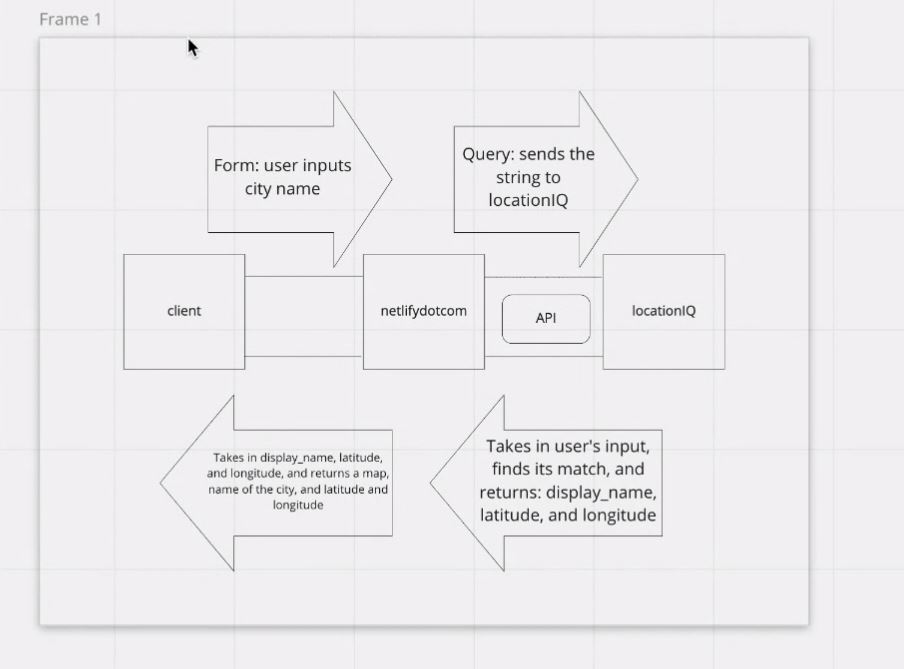 Frame 1
Form: user inputs
city name
Query: sends the
string to
locationIQ
client
netlifydotcom
API
locationIQ
Takes in display_name, latitude,
and longitude, and returns a map,
name of the city, and latitude and
longitude
Takes in user's input,
finds its match, and
returns: display_name,
latitude, and longitude